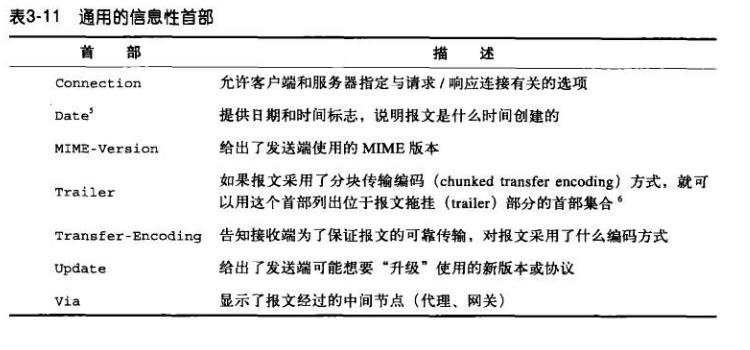 表3-11 通用的信息性首部
首 部 描 述
Connection 允许客户端和服务器指定与请求 / 响应连接有关的选项
Date⁵ 提供日期和时间标志，说明报文是什么时间创建的
MIME-Version 给出了发送端使用的 MIME 版本
Trailer 如果报文采用了分块传输编码（chunked transfer encoding）方式，就可
以用这个首部列出位于报文拖挂（trailer）部分的首部集合⁶
Transfer-Encoding 告知接收端为了保证报文的可靠传输，对报文采用了什么编码方式
Update 给出了发送端可能想要“升级”使用的新版本或协议
Via 显示了报文经过的中间节点（代理、网关）